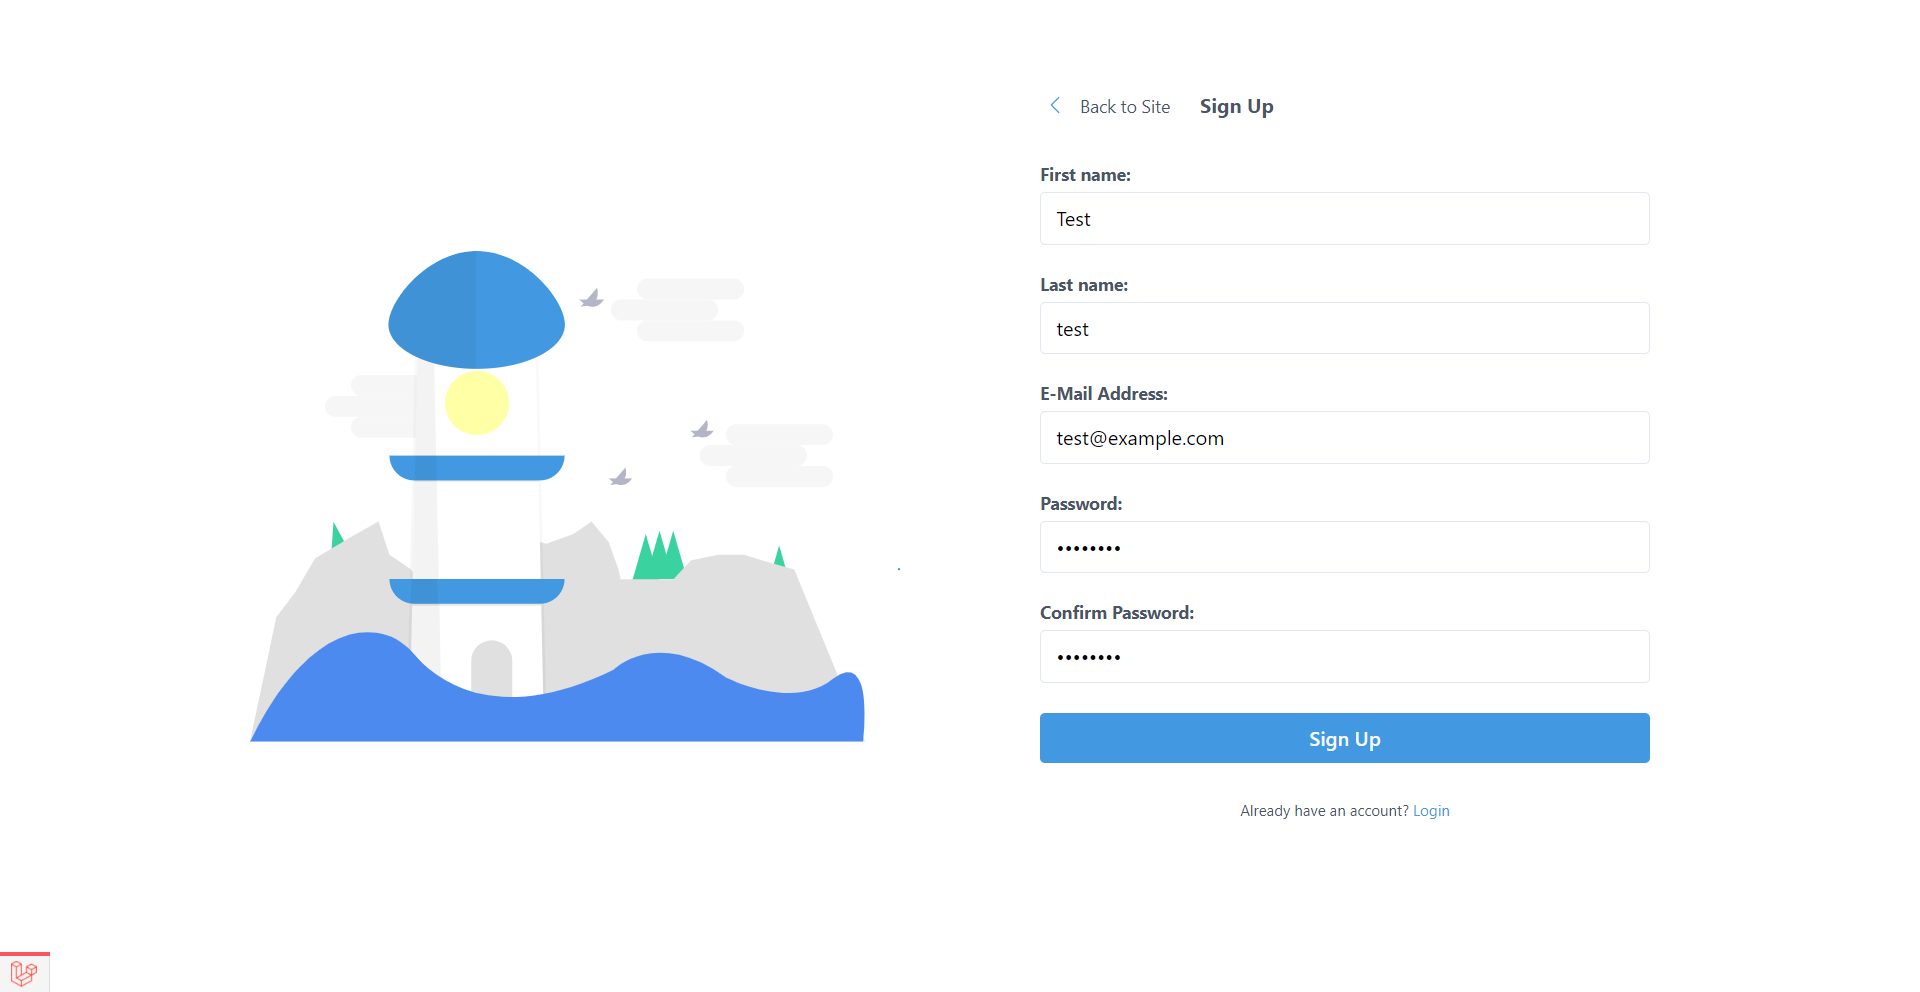 Back to Site Sign Up
First name:
Test
Last name:
test
E-Mail Address:
test@example.com
Password:
••••••••
Confirm Password:
••••••••
Sign Up
Already have an account? Login